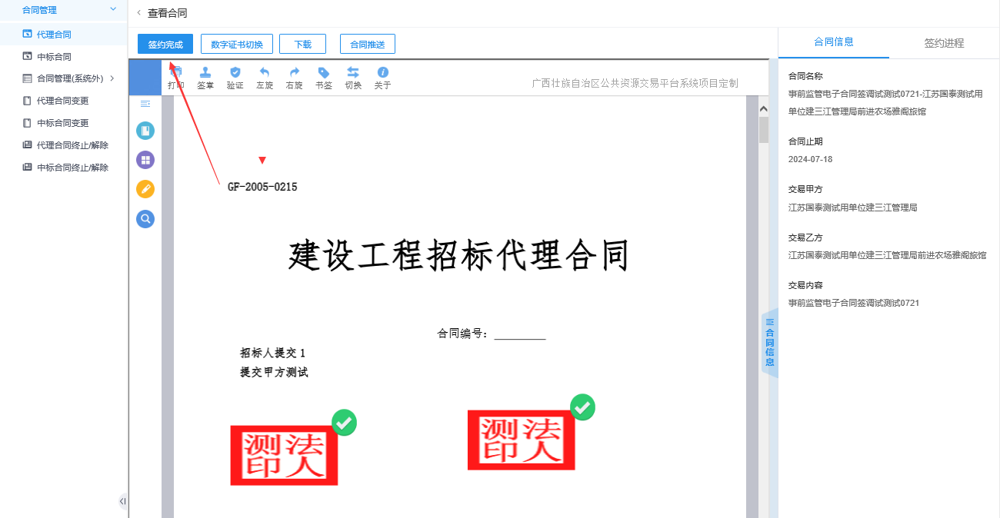 合同管理
代理合同
中标合同
合同管理(系统外)
代理合同变更
中标合同变更
代理合同终止/解除
中标合同终止/解除
查看合同
签约完成
数字证书切换
下载
合同推送
打印
签章
验证
左旋
右旋
书签
切换
关于
广西壮族自治区公共资源交易平台系统项目定制
GF-2005-0215
建设工程招标代理合同
合同编号：
招标人提交 1
提交甲方测试
测法
印人
测法
印人
合同信息
合同信息
签约进程
合同名称
事前监管电子合同签调试测试0721-江苏国泰测试用
单位建三江管理局前进农场雅阁旅馆
合同止期
2024-07-18
交易甲方
江苏国泰测试用单位建三江管理局
交易乙方
江苏国泰测试用单位建三江管理局前进农场雅阁旅馆
交易内容
事前监管电子合同签调试测试0721